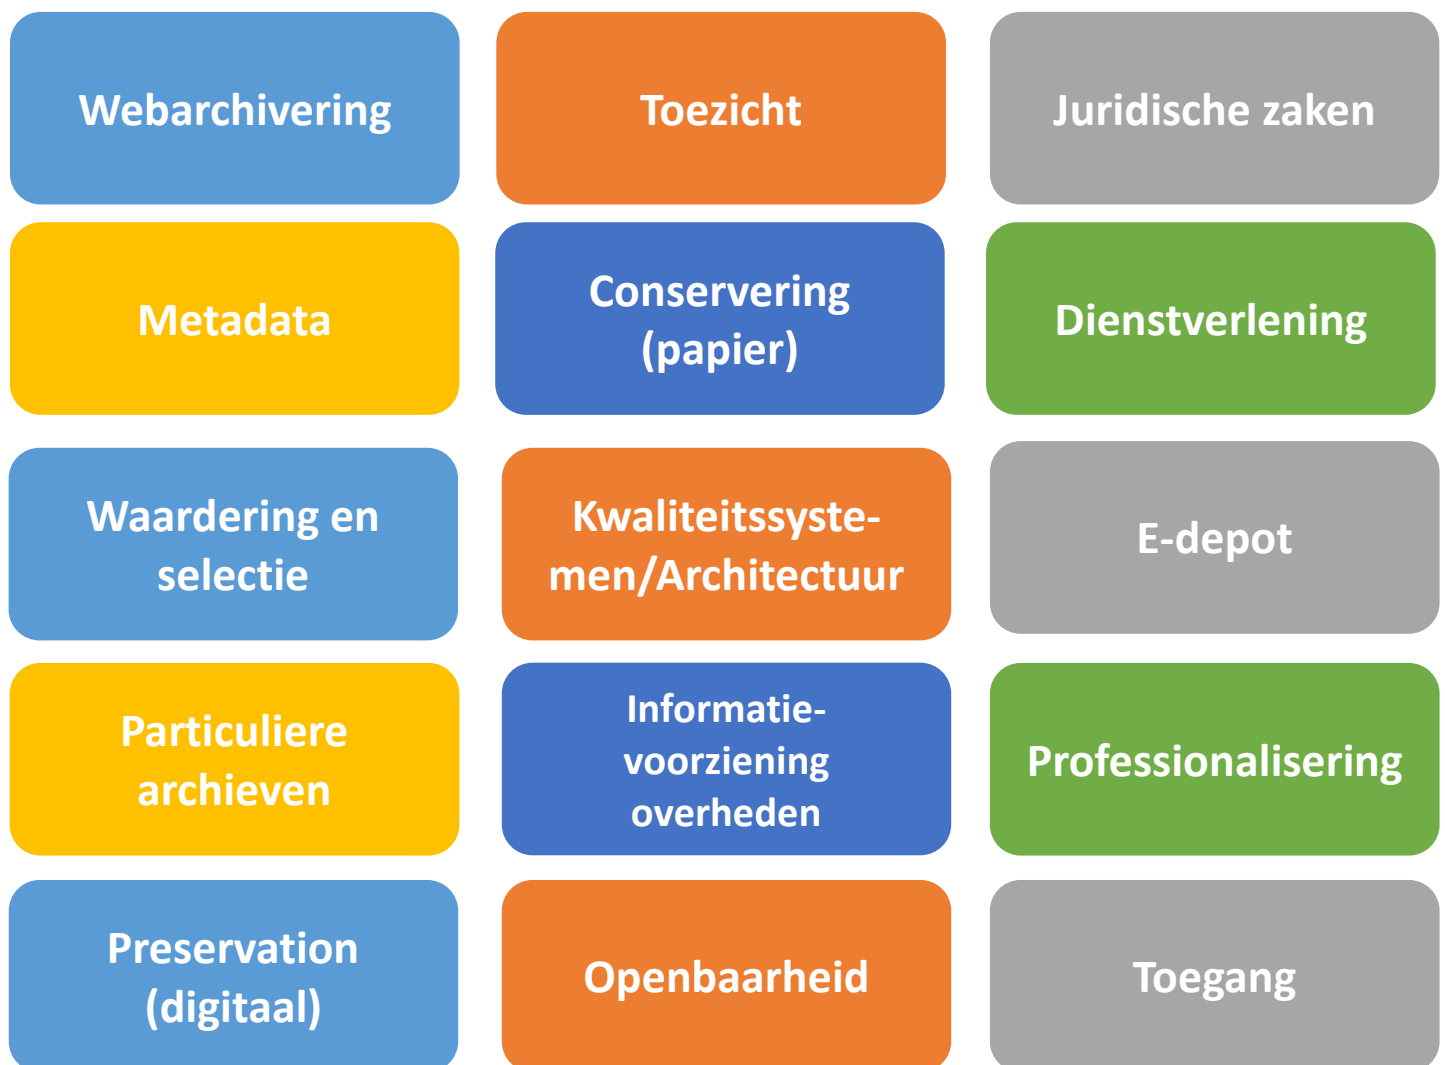 Webarchivering
Toezicht
Juridische zaken
Metadata
Conservering
(papier)
Dienstverlening
Waardering en
selectie
Kwaliteitssyste-
men/Architectuur
E-depot
Particuliere
archieven
Informatie-
voorziening
overheden
Professionalisering
Preservation
(digitaal)
Openbaarheid
Toegang